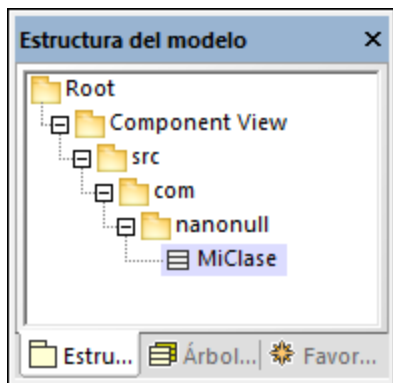 Estructura del modelo
Root
Component View
src
com
nanonull
MiClase
Estru... Árbol... Favor...